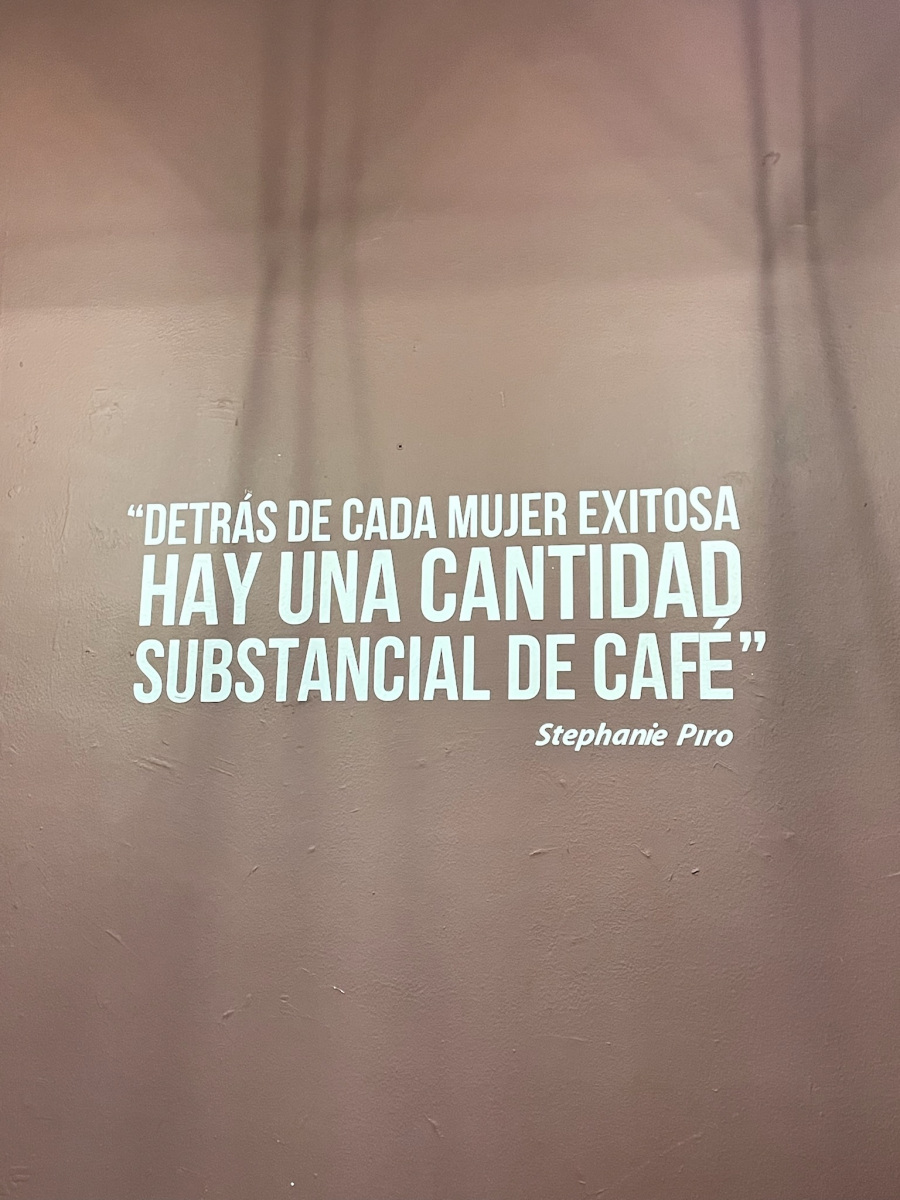 “DETRÁS DE CADA MUJER EXITOSA
HAY UNA CANTIDAD
SUBSTANCIAL DE CAFÉ”
Stephanie Piro